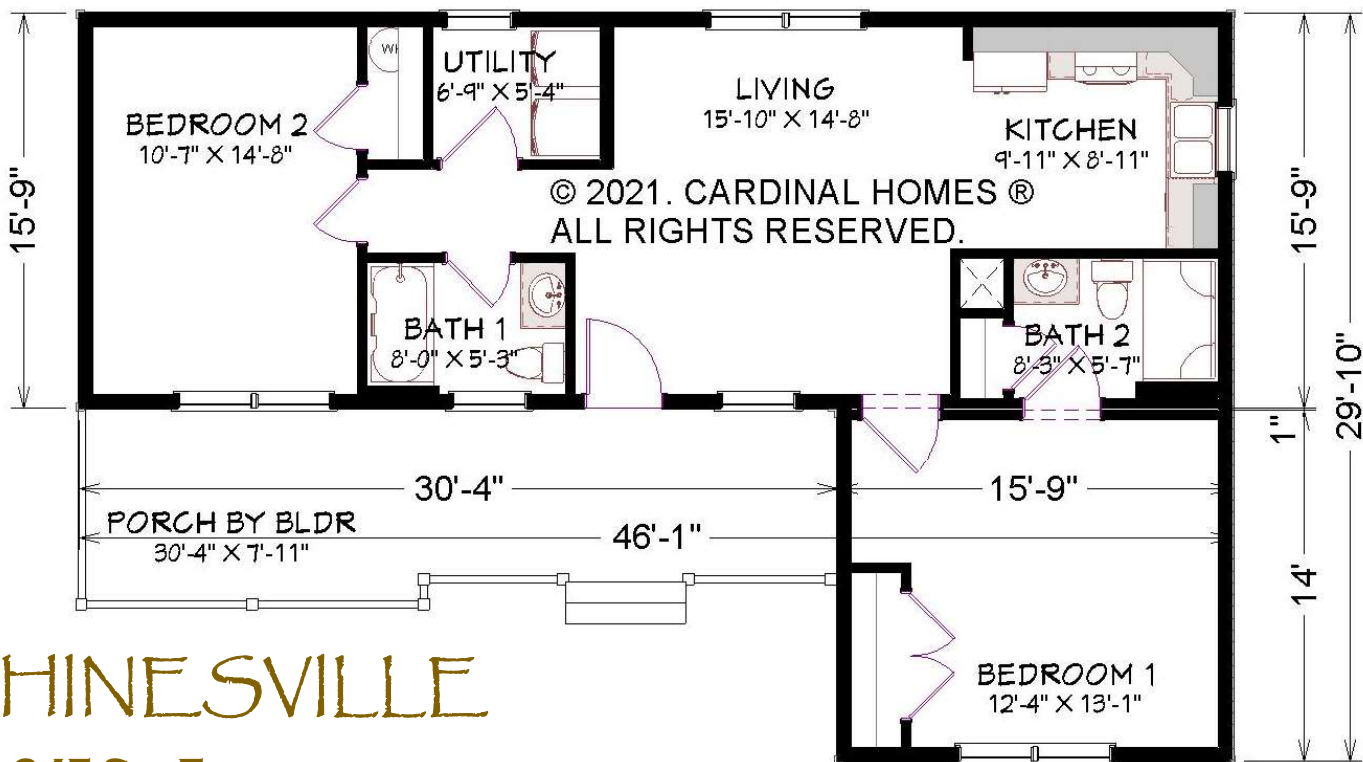 UTILITY
6'-9" X 5'-4"
BEDROOM 2
10'-7" X 14'-8"
LIVING
15'-10" X 14'-8"
KITCHEN
9'-11" X 8'-11"
15'-9"
15'-9"
© 2021. CARDINAL HOMES ®
ALL RIGHTS RESERVED.
BATH 1
8'-0" X 5'-3"
BATH 2
8'-3" X 5'-7"
29'-10"
1"
30'-4"
15'-9"
PORCH BY BLDR
30'-4" X 7'-11"
46'-1"
14'
BEDROOM 1
12'-4" X 13'-1"
HINESVILLE